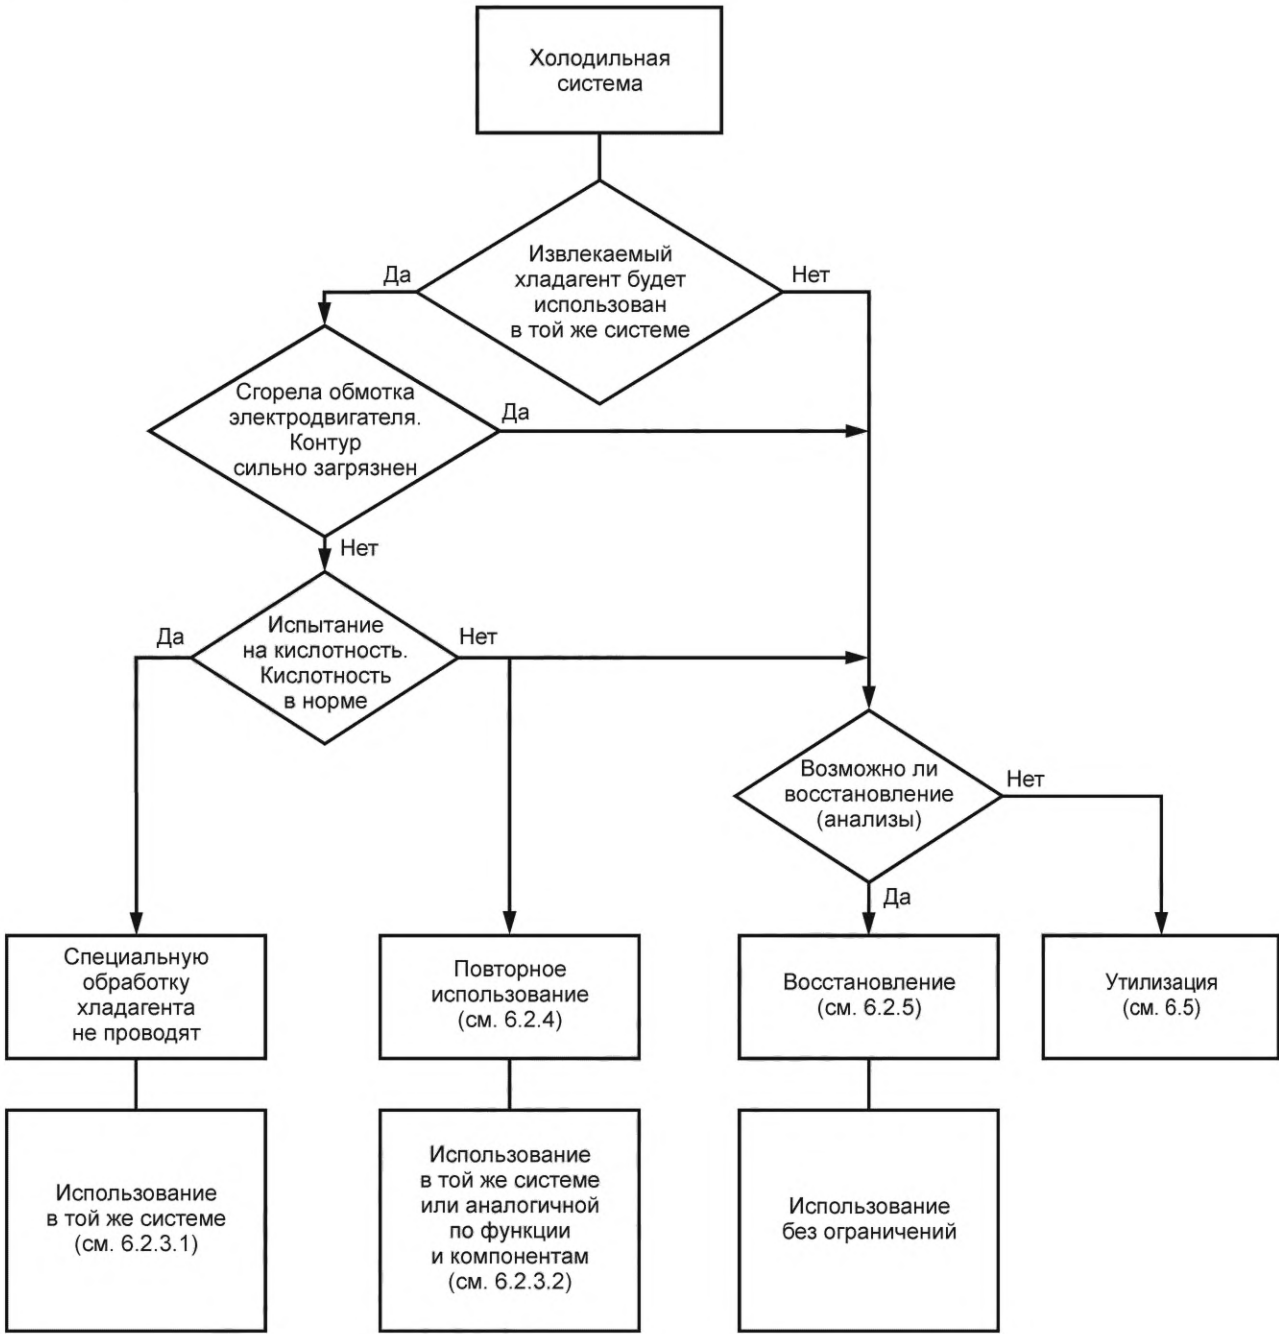 Холодильная
система
Извлекаемый
хладагент будет
использован
в той же системе
Да
Нет
Сгорела обмотка
электродвигателя.
Контур
сильно загрязнен
Да
Нет
Испытание
на кислотность.
Кислотность
в норме
Да
Нет
Возможно ли
восстановление
(анализы)
Нет
Да
Специальную
обработку
хладагента
не проводят
Повторное
использование
(см. 6.2.4)
Восстановление
(см. 6.2.5)
Утилизация
(см. 6.5)
Использование
в той же системе
(см. 6.2.3.1)
Использование
в той же системе
или аналогичной
по функции
и компонентам
(см. 6.2.3.2)
Использование
без ограничений